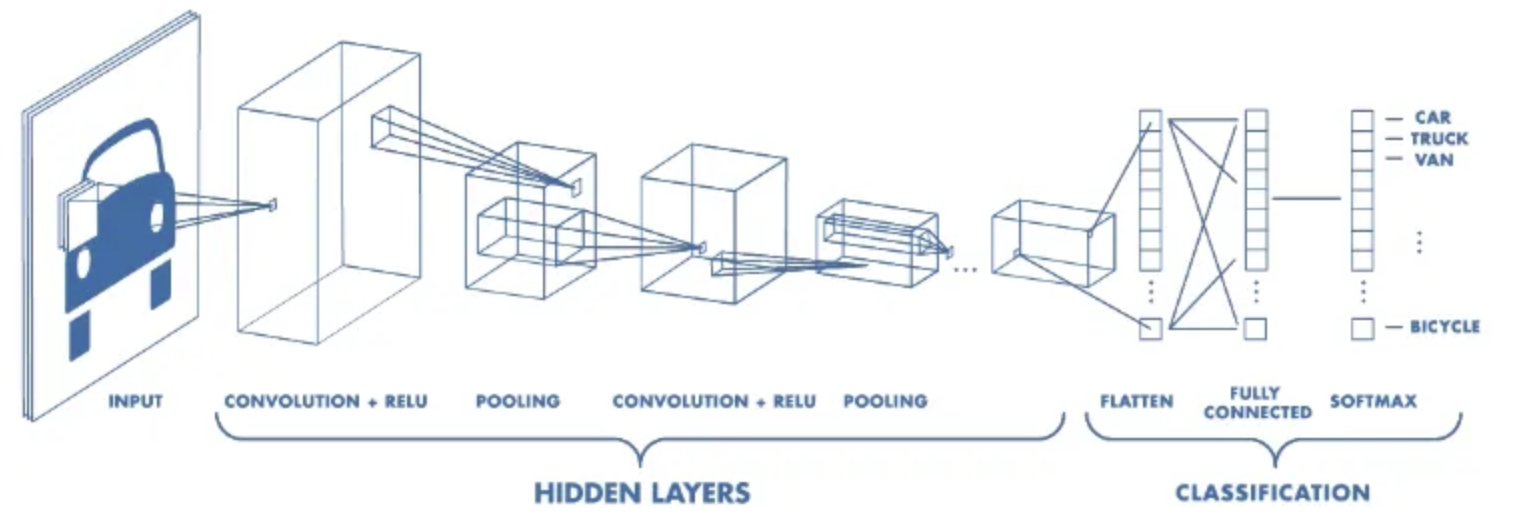 CAR
TRUCK
VAN
BICYCLE
INPUT
CONVOLUTION + RELU
POOLING
CONVOLUTION + RELU
POOLING
FLATTEN
FULLY
CONNECTED
SOFTMAX
HIDDEN LAYERS
CLASSIFICATION